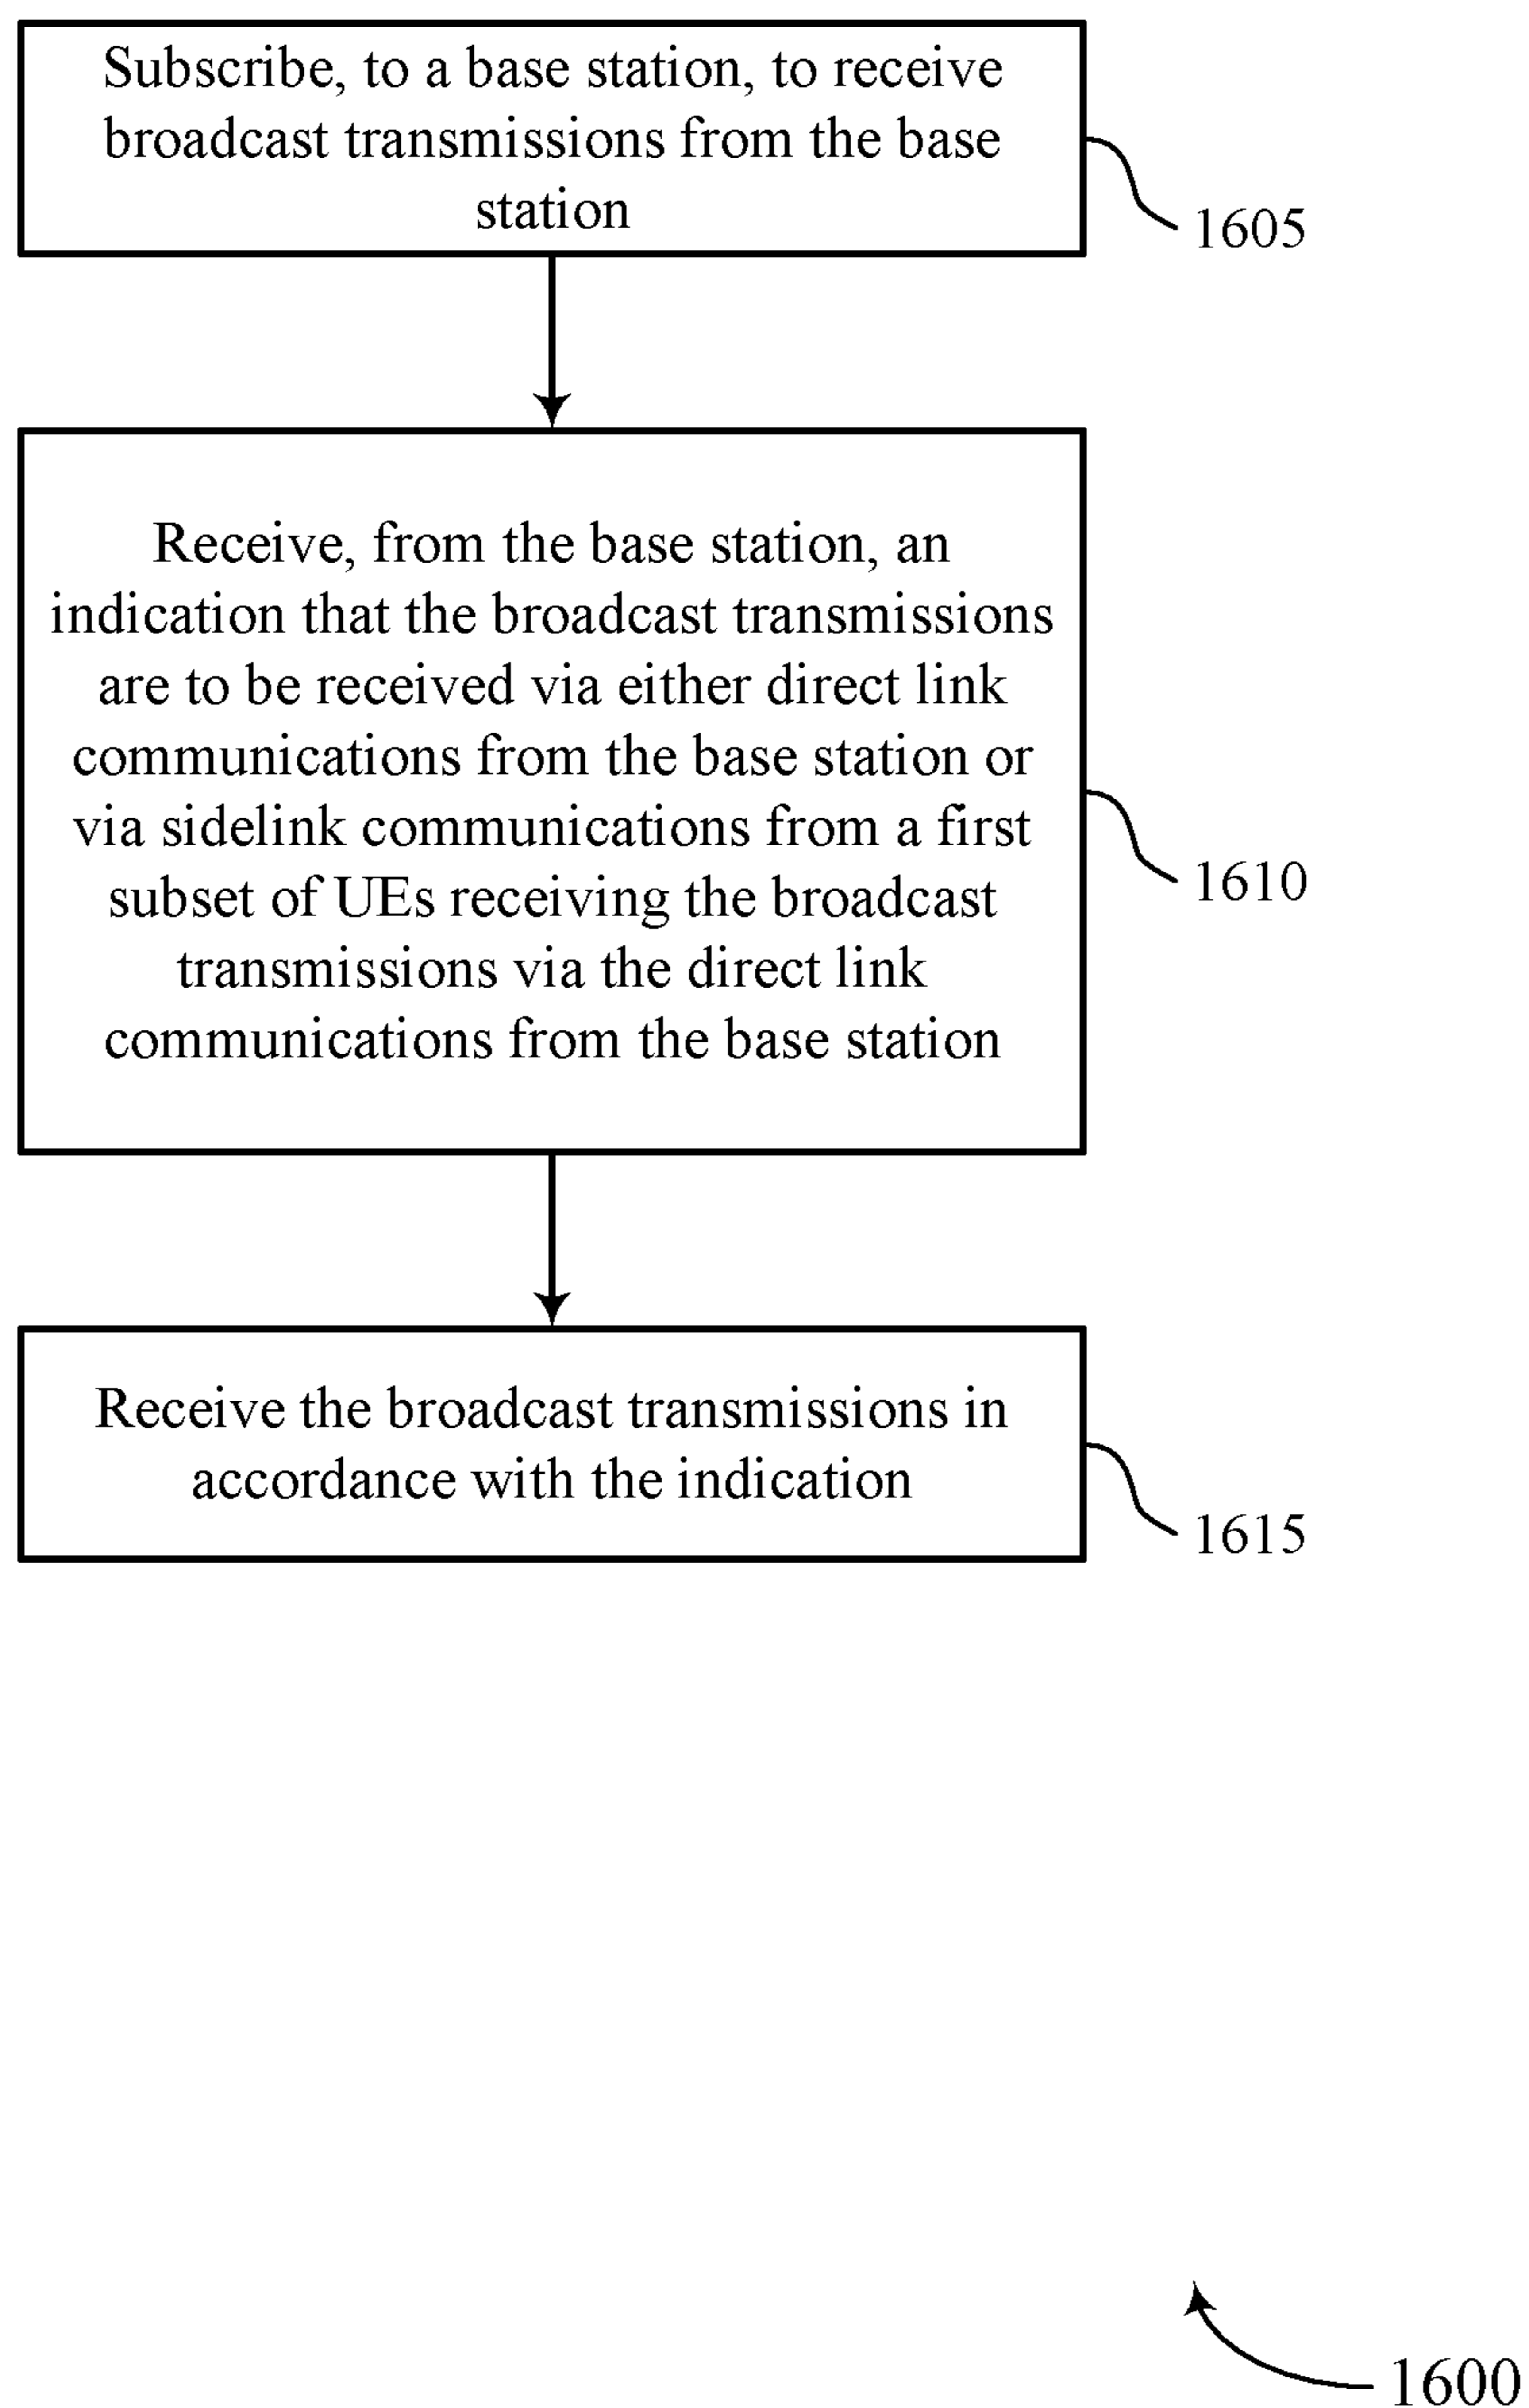 Subscribe, to a base station, to receive
broadcast transmissions from the base
station
1605
Receive, from the base station, an
indication that the broadcast transmissions
are to be received via either direct link
communications from the base station or
via sidelink communications from a first
subset of UEs receiving the broadcast
transmissions via the direct link
communications from the base station
1610
Receive the broadcast transmissions in
accordance with the indication
1615
1600